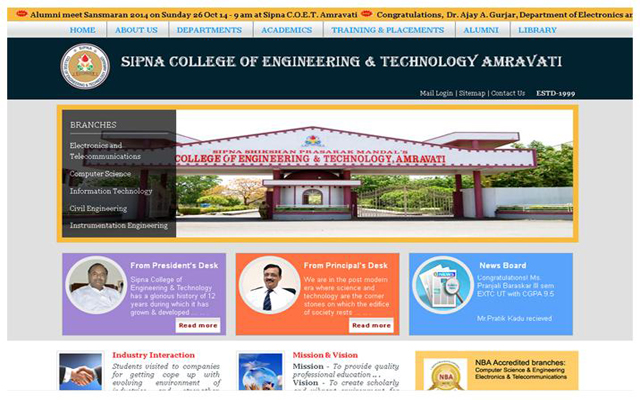 Alumni meet Sansmaran 2014 on Sunday 26 Oct 14 - 9 am at Sipna C.O.E.T. Amravati Congratulations, Dr. Ajay A. Gurjar, Department of Electronics an
HOME ABOUT US DEPARTMENTS ACADEMICS TRAINING & PLACEMENTS ALUMNI LIBRARY
SIPNA COLLEGE OF ENGINEERING & TECHNOLOGY AMRAVATI
Mail Login | Sitemap | Contact Us ESTD-1999
BRANCHES
Electronics and
Telecommunications
Computer Science
Information Technology
Civil Engineering
Instrumentation Engineering
SIPNA SHIKSHAN PRASARAK MANDAL'S
COLLEGE OF ENGINEERING & TECHNOLOGY, AMRAVATI
From President's Desk
Sipna College of
Engineering & Technology
has a glorious history of 12
years during which it has
grown & developed ... ...
Read more
From Principal's Desk
We are in the post modern
era where science and
technology are the corner
stones on which the edifice
of society rests ...
Read more
News Board
Congratulations! Ms.
Pranjali Baraskar III sem
EXTC UT with CGPA 9.5
Mr.Pratik Kadu recieved
Industry Interaction
Students visited to companies
for getting cope up with
evolving environment of
Mission & Vision
Mission - To provide quality
professional education ...
Vision - To create scholarly
NBA Accredited branches:
Computer Science & Engineering
Electronics & Telecommunications
NBA